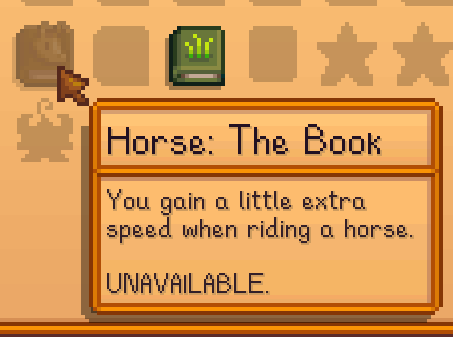 Horse: The Book
You gain a little extra
speed when riding a horse.
UNAVAILABLE.